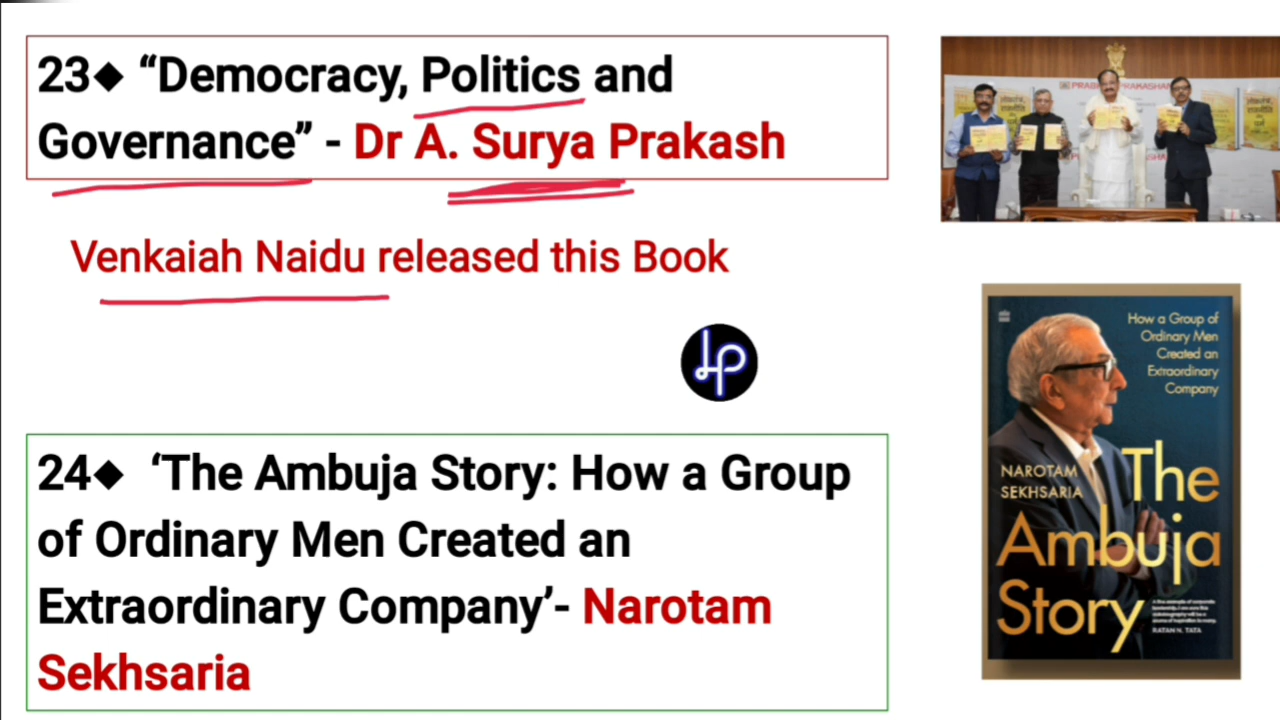 23◆ “Democracy, Politics and
Governance” - Dr A. Surya Prakash
Venkaiah Naidu released this Book
24◆ ‘The Ambuja Story: How a Group
of Ordinary Men Created an
Extraordinary Company’- Narotam
Sekhsaria
How a Group of
Ordinary Men
Created an
Extraordinary
Company
NAROTAM
SEKHSARIA
The
Ambuja
Story
RATAN N. TATA